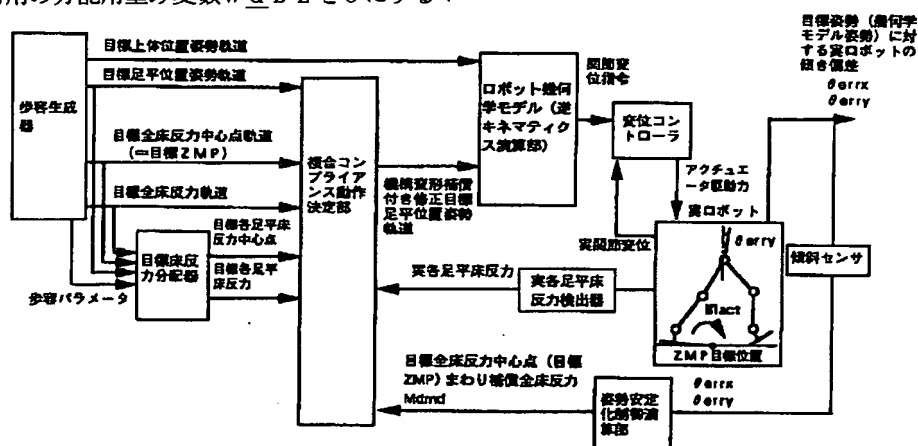 目標上体位置姿勢軌道
目標足平位置姿勢軌道
歩容生成
器
目標全床反力中心点軌道
(=目標ZMP)
目標全床反力軌道
目標各足平床
反力中心点
目標床反
力分配器
目標各足平
床反力
歩容パラメータ
複合コン
プライア
ンス動作
決定部
ロボット幾何
学モデル(逆
キネマティク
ス演算部)
機構変形補償
付き修正目標
足平位置姿勢
軌道
関節変
位指令
変位コン
トローラ
アクチュエ
ータ駆動力
実ロボット
実関節変位
θerry
Mact
ZMP目標位置
目標姿勢(幾何学
モデル姿勢)に対
する実ロボットの
傾き偏差
θerrx
θerry
傾斜センサ
実各足平床反力
実各足平床
反力検出器
目標全床反力中心点(目標
ZMP)まわり補償全床反力
Mdmd
姿勢安定
化制御演
算部
θerrx
θerry